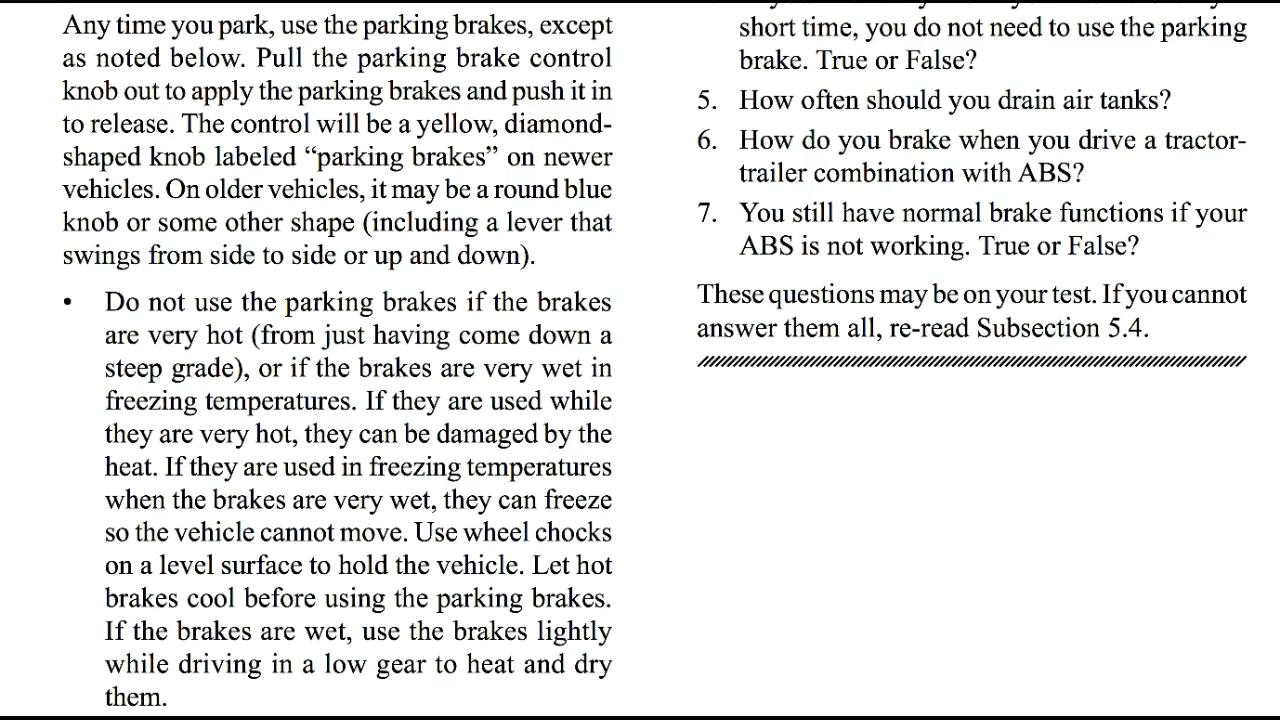 Any time you park, use the parking brakes, except
as noted below. Pull the parking brake control
knob out to apply the parking brakes and push it in
to release. The control will be a yellow, diamond-
shaped knob labeled “parking brakes” on newer
vehicles. On older vehicles, it may be a round blue
knob or some other shape (including a lever that
swings from side to side or up and down).
• Do not use the parking brakes if the brakes
are very hot (from just having come down a
steep grade), or if the brakes are very wet in
freezing temperatures. If they are used while
they are very hot, they can be damaged by the
heat. If they are used in freezing temperatures
when the brakes are very wet, they can freeze
so the vehicle cannot move. Use wheel chocks
on a level surface to hold the vehicle. Let hot
brakes cool before using the parking brakes.
If the brakes are wet, use the brakes lightly
while driving in a low gear to heat and dry
them.
short time, you do not need to use the parking
brake. True or False?
5. How often should you drain air tanks?
6. How do you brake when you drive a tractor-
trailer combination with ABS?
7. You still have normal brake functions if your
ABS is not working. True or False?
These questions may be on your test. If you cannot
answer them all, re-read Subsection 5.4.